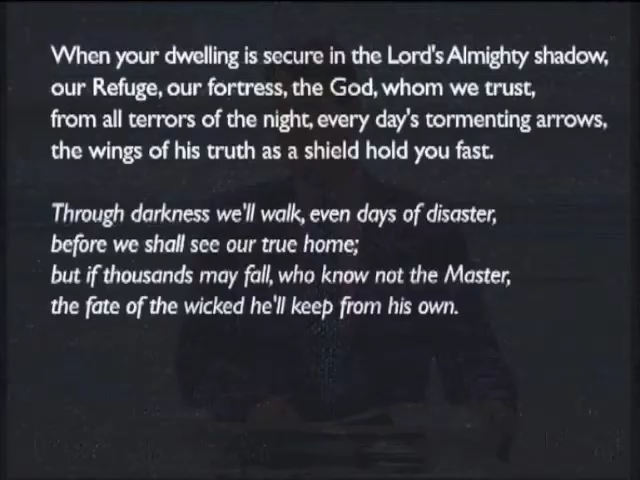 When your dwelling is secure in the Lord's Almighty shadow,
our Refuge, our fortress, the God, whom we trust,
from all terrors of the night, every day's tormenting arrows,
the wings of his truth as a shield hold you fast.
Through darkness we'll walk, even days of disaster,
before we shall see our true home;
but if thousands may fall, who know not the Master,
the fate of the wicked he'll keep from his own.